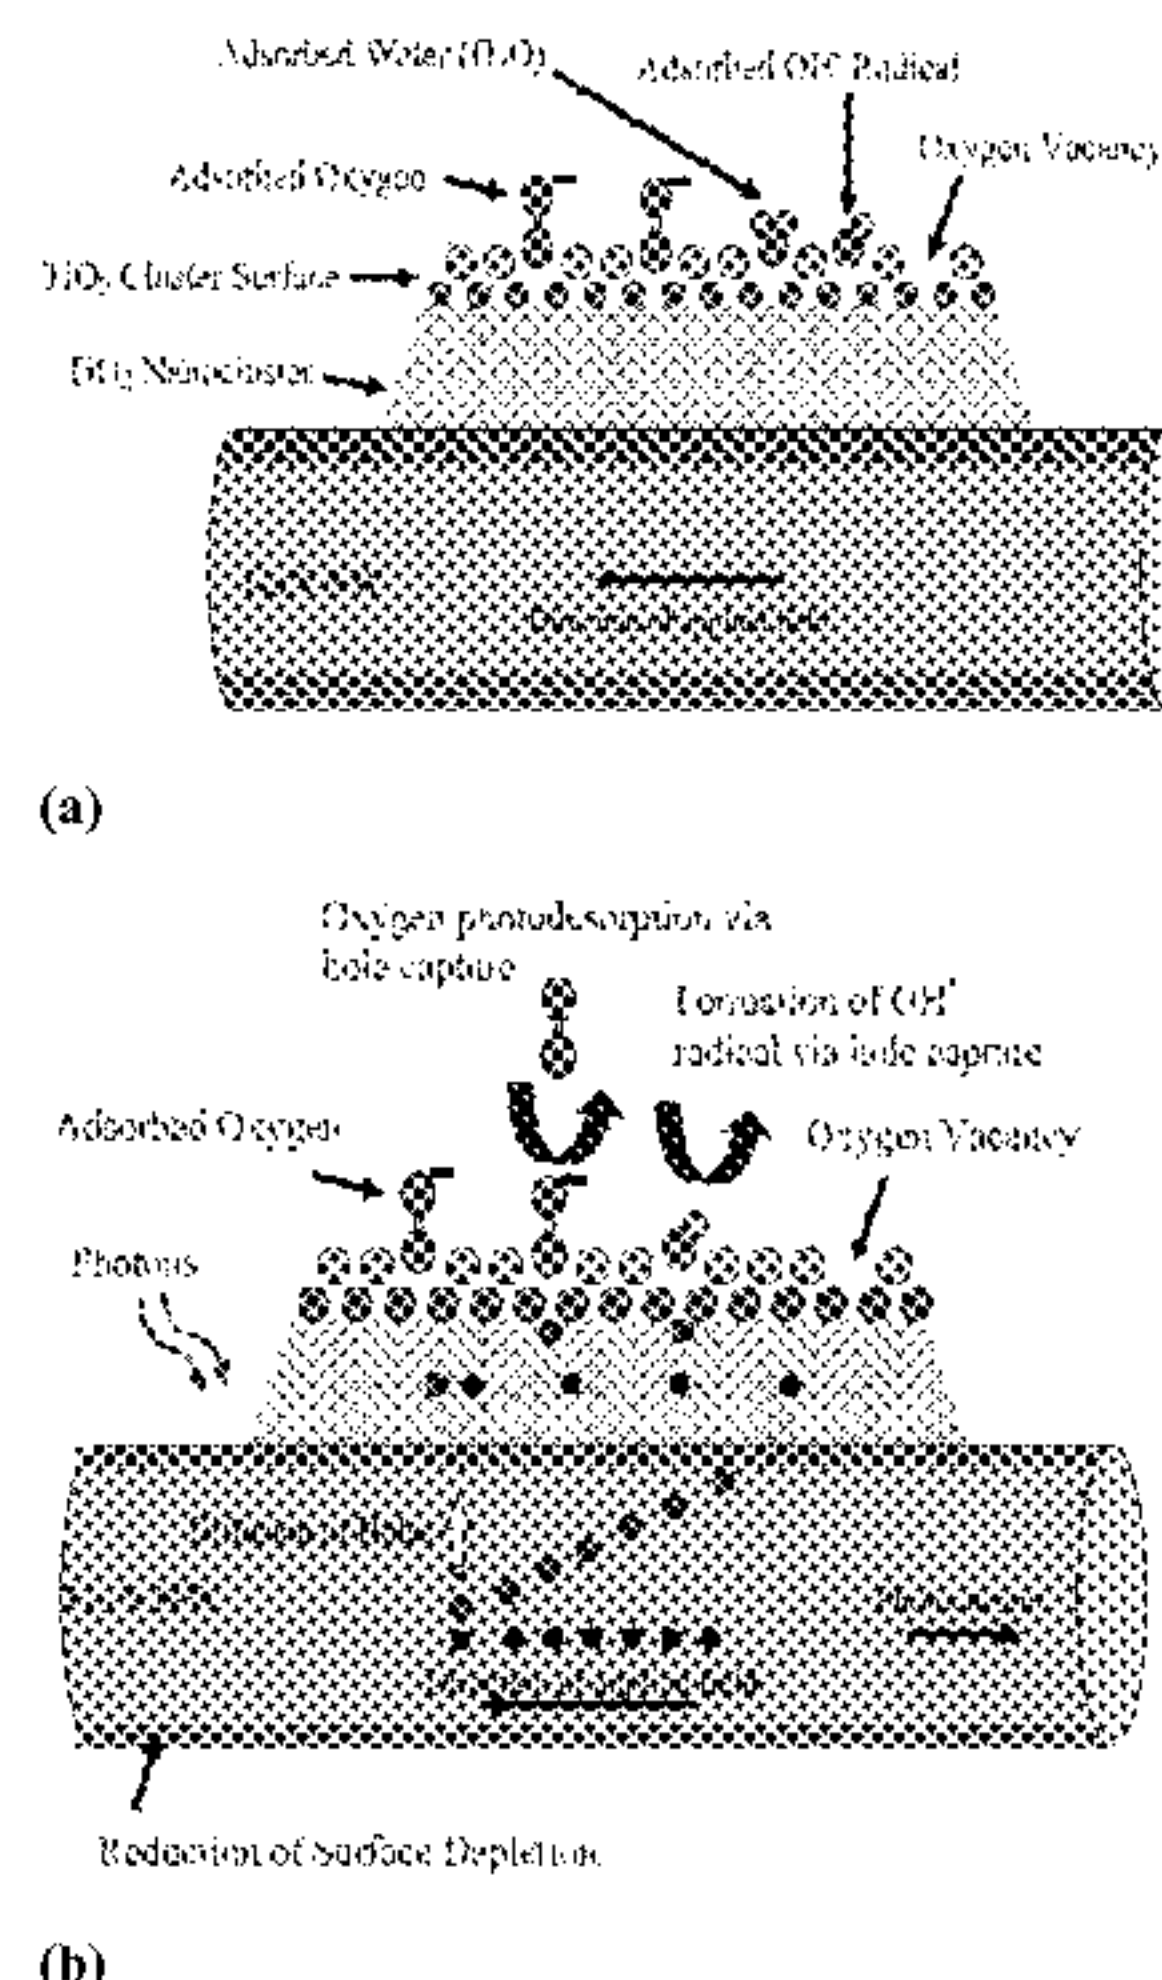 Adsorbed Water (H₂O)
Adsorbed OH Radical
Oxygen Vacancy
Adsorbed Oxygen
TiO₂ Cluster Surface
TiO₂ Nanocluster
(a)
Oxygen photodesorption via
hole capture
Formation of OH
radical via hole capture
Adsorbed Oxygen
Oxygen Vacancy
Photons
Reduction of Surface Depletion
(b)